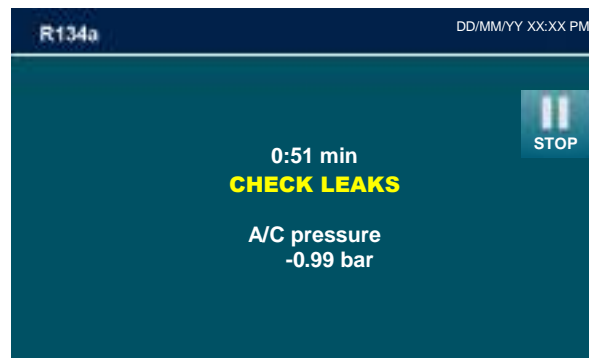 R134a
DD/MM/YY XX:XX PM
STOP
0:51 min
CHECK LEAKS
A/C pressure
-0.99 bar